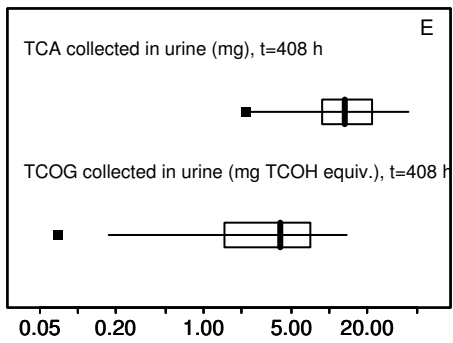 E
TCA collected in urine (mg), t=408 h
TCOG collected in urine (mg TCOH equiv.), t=408 h
0.05 0.20 1.00 5.00 20.00